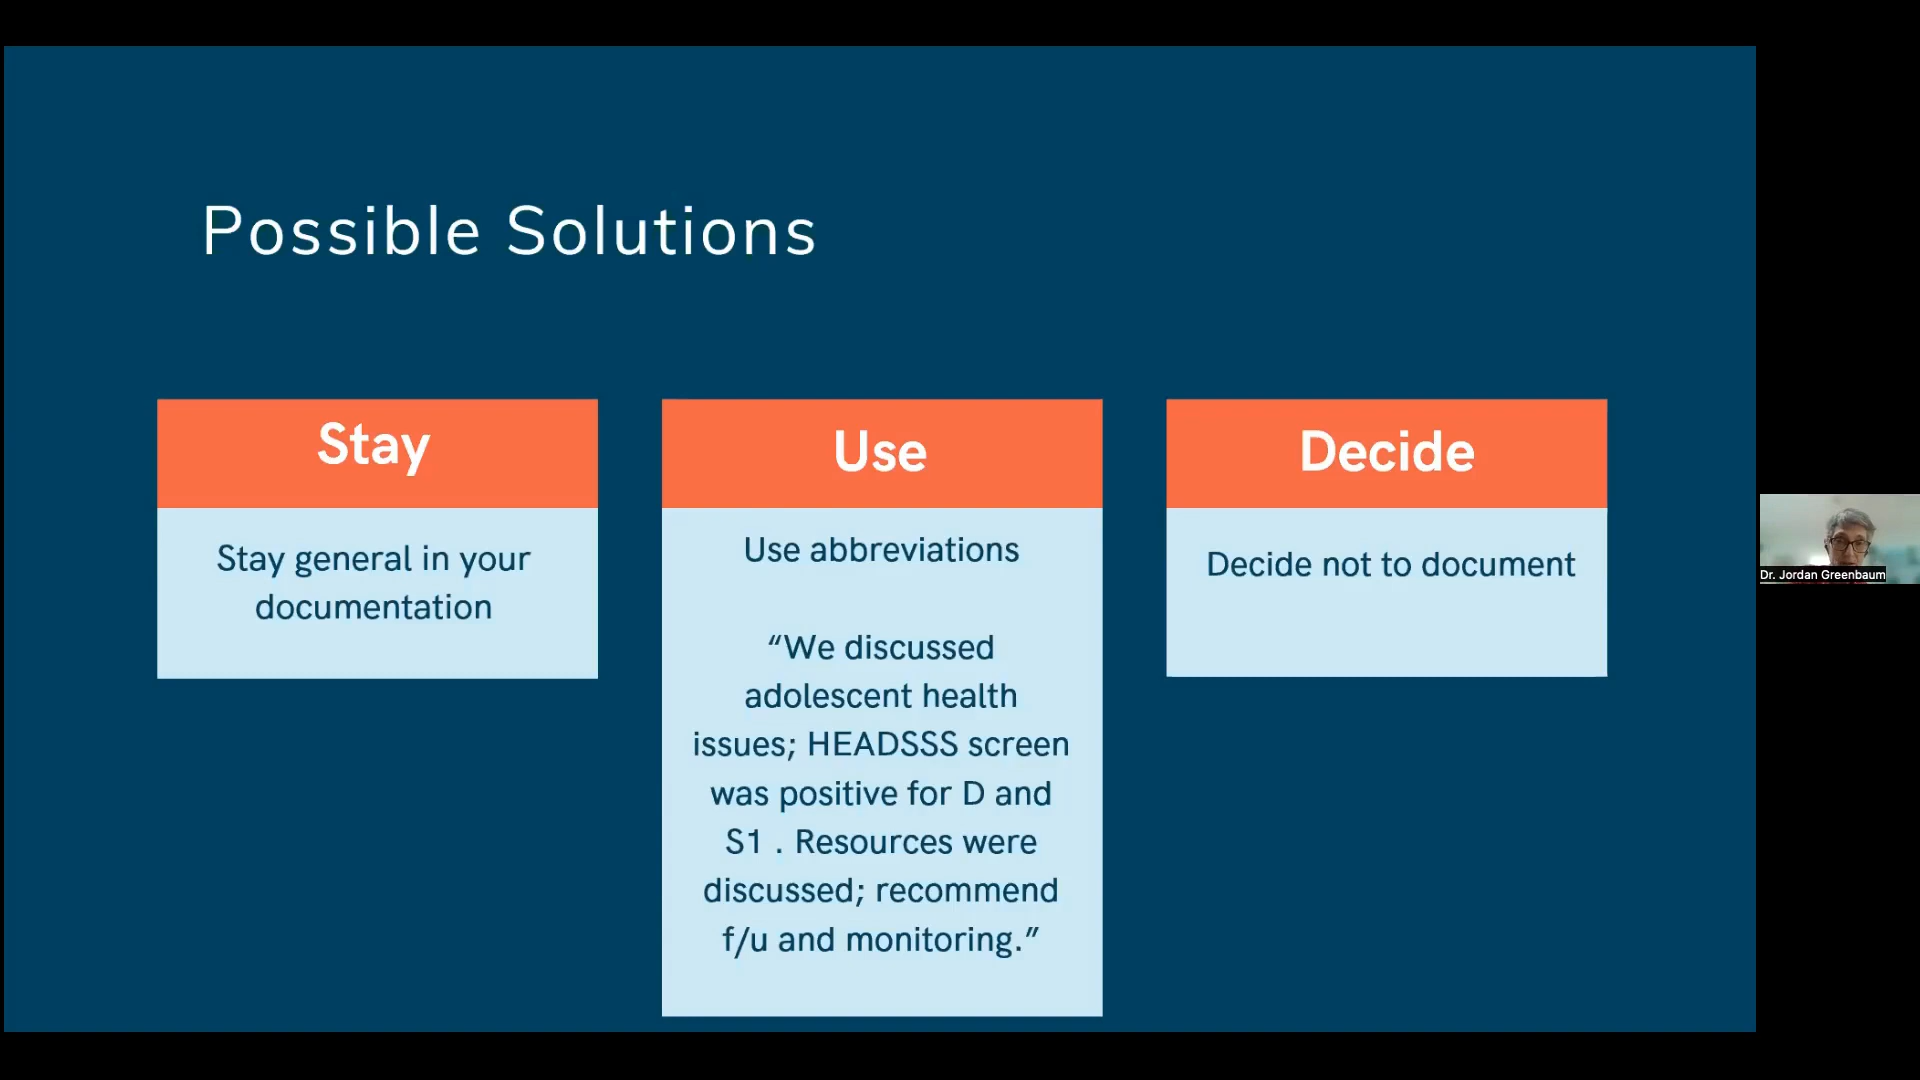 Possible Solutions
Stay
Stay general in your
documentation
Use
Use abbreviations
“We discussed
adolescent health
issues; HEADSSS screen
was positive for D and
S1 . Resources were
discussed; recommend
f/u and monitoring.”
Decide
Decide not to document
Dr. Jordan Greenbaum